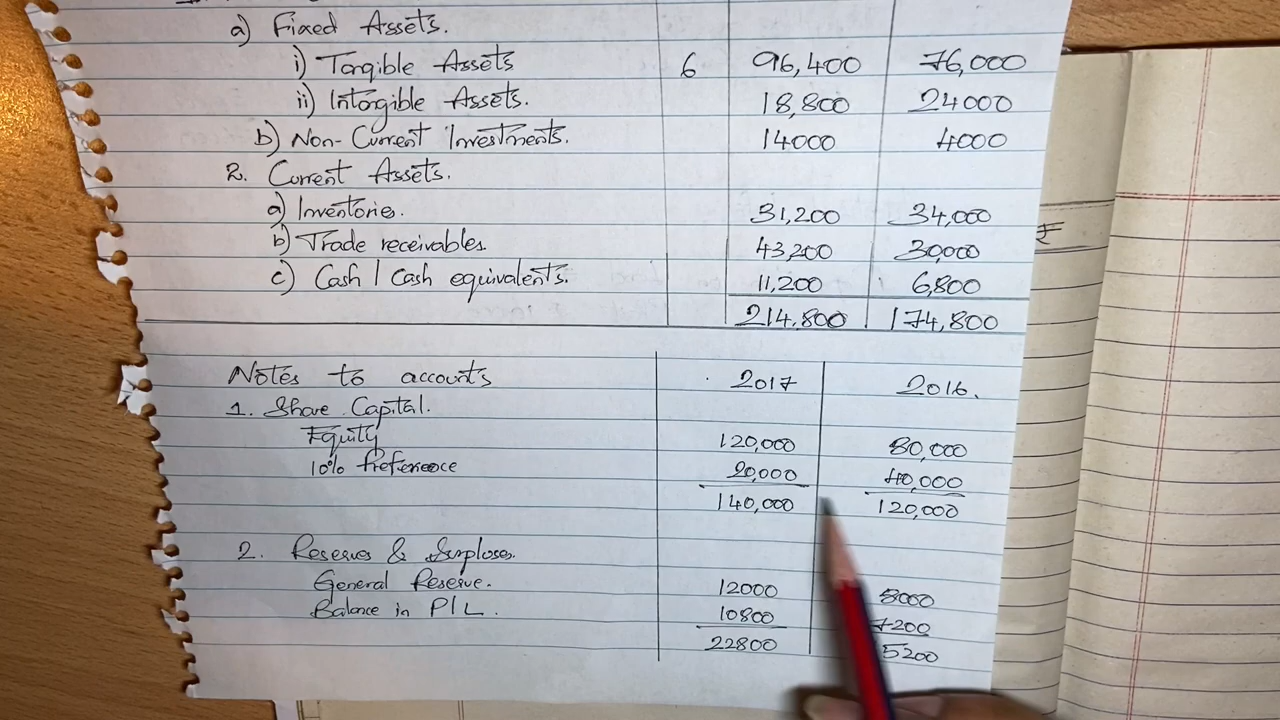 a) Fixed Assets.
i) Tangible Assets 6 96,400 76,000
ii) Intangible Assets. 18,800 24000
b) Non-Current Investments. 14000 4000
2. Current Assets.
a) Inventories. 31,200 34,000
b) Trade receivables. 43,200 30,000
c) Cash / Cash equivalents. 11,200 6,800
214,800 174,800
₹
Notes to accounts 2017 2016.
1. Share Capital.
Equity 120,000 80,000
10% Preference 20,000 40,000
140,000 120,000
2. Reserves & Surpluses.
General Reserve. 12000 8000
Balance in P/L. 10800 7200
22800 5200